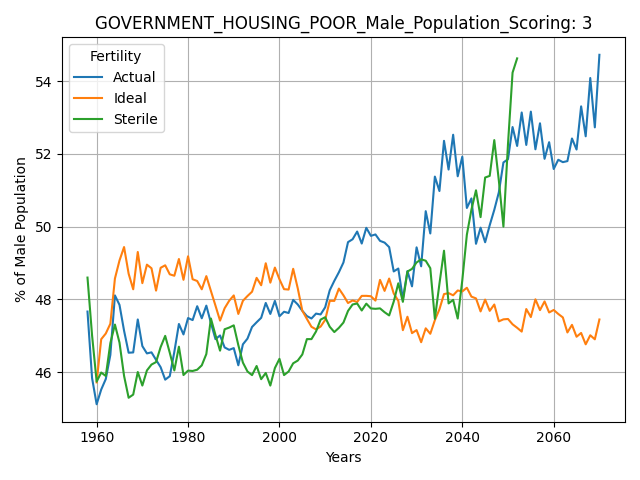 GOVERNMENT_HOUSING_POOR_Male_Population_Scoring: 3
Fertility
Actual
Ideal
Sterile
% of Male Population
54
52
50
48
46
1960 1980 2000 2020 2040 2060
Years